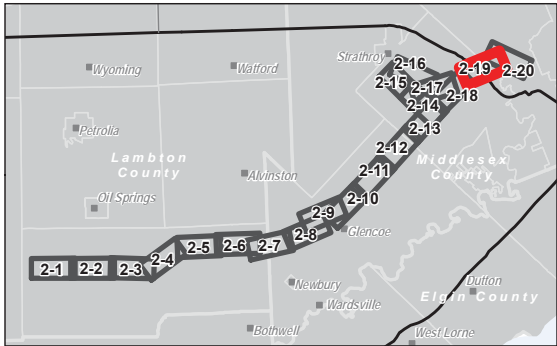 Strathroy
2-16
2-19
2-20
Wyoming
Watford
2-15
2-17
2-18
2-14
Petrolia
2-13
2-12
Lambton
County
Middlesex
County
2-11
Alvinston
Oil Springs
2-10
2-9
2-8
Glencoe
2-5
2-6
2-7
2-4
2-1
2-2
2-3
Newbury
Dutton
Elgin County
Wardsville
Bothwell
West Lorne